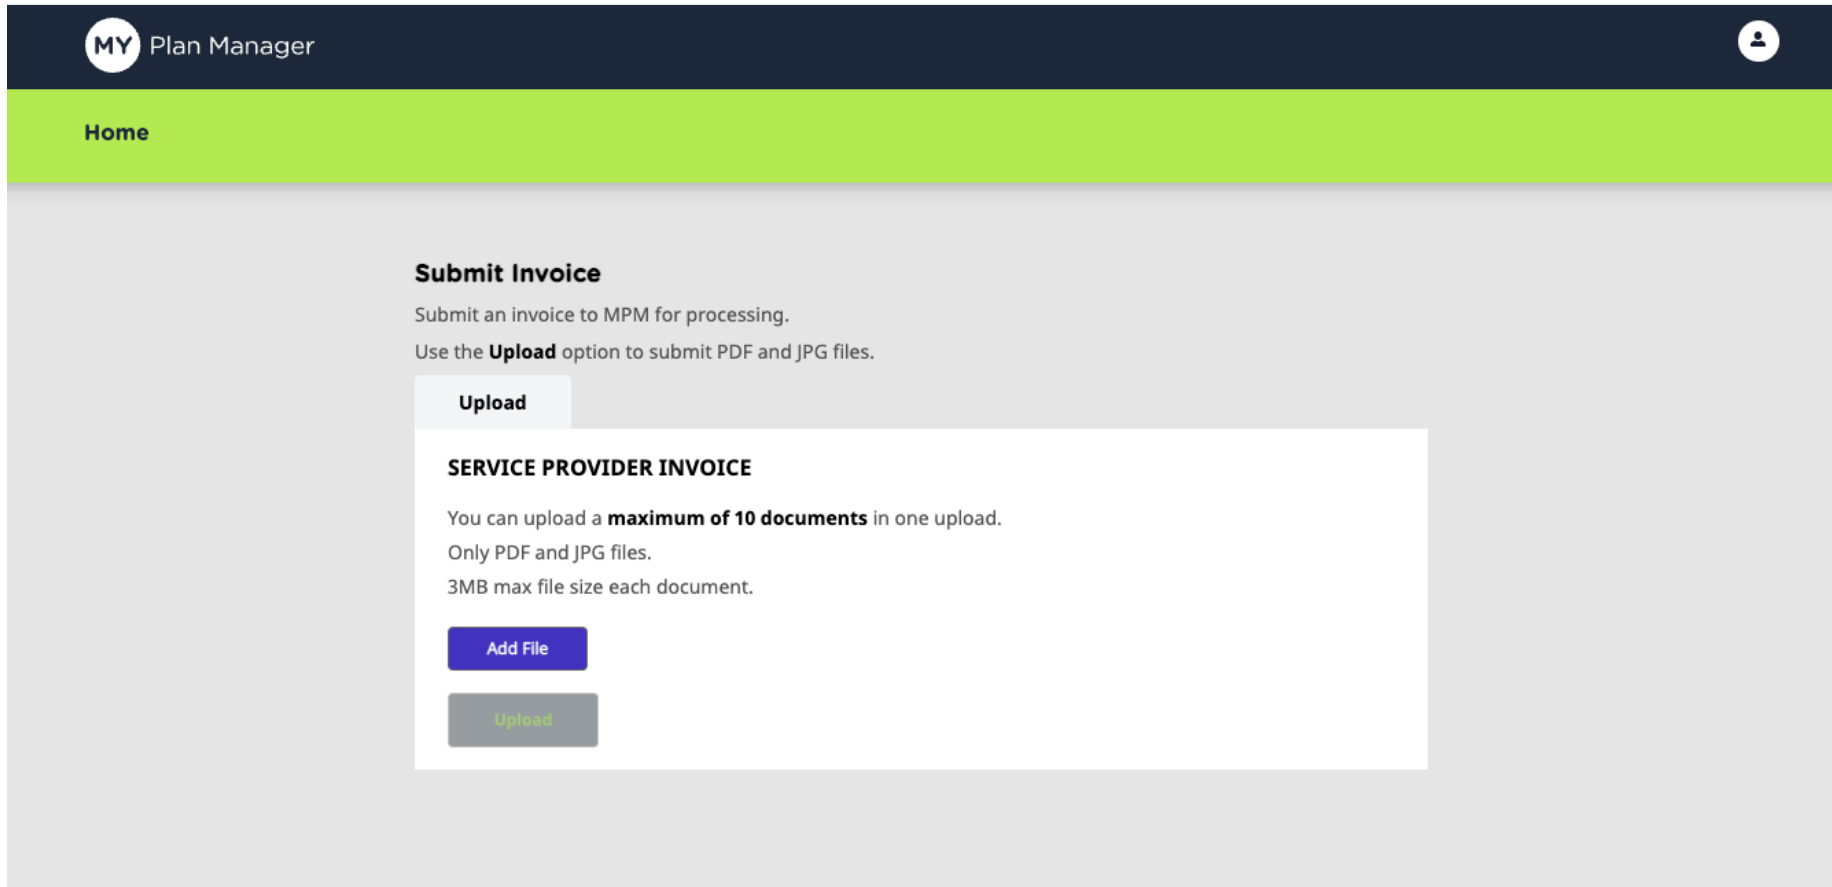 MY Plan Manager
Home
Submit Invoice
Submit an invoice to MPM for processing.
Use the Upload option to submit PDF and JPG files.
Upload
SERVICE PROVIDER INVOICE
You can upload a maximum of 10 documents in one upload.
Only PDF and JPG files.
3MB max file size each document.
Add File
Upload